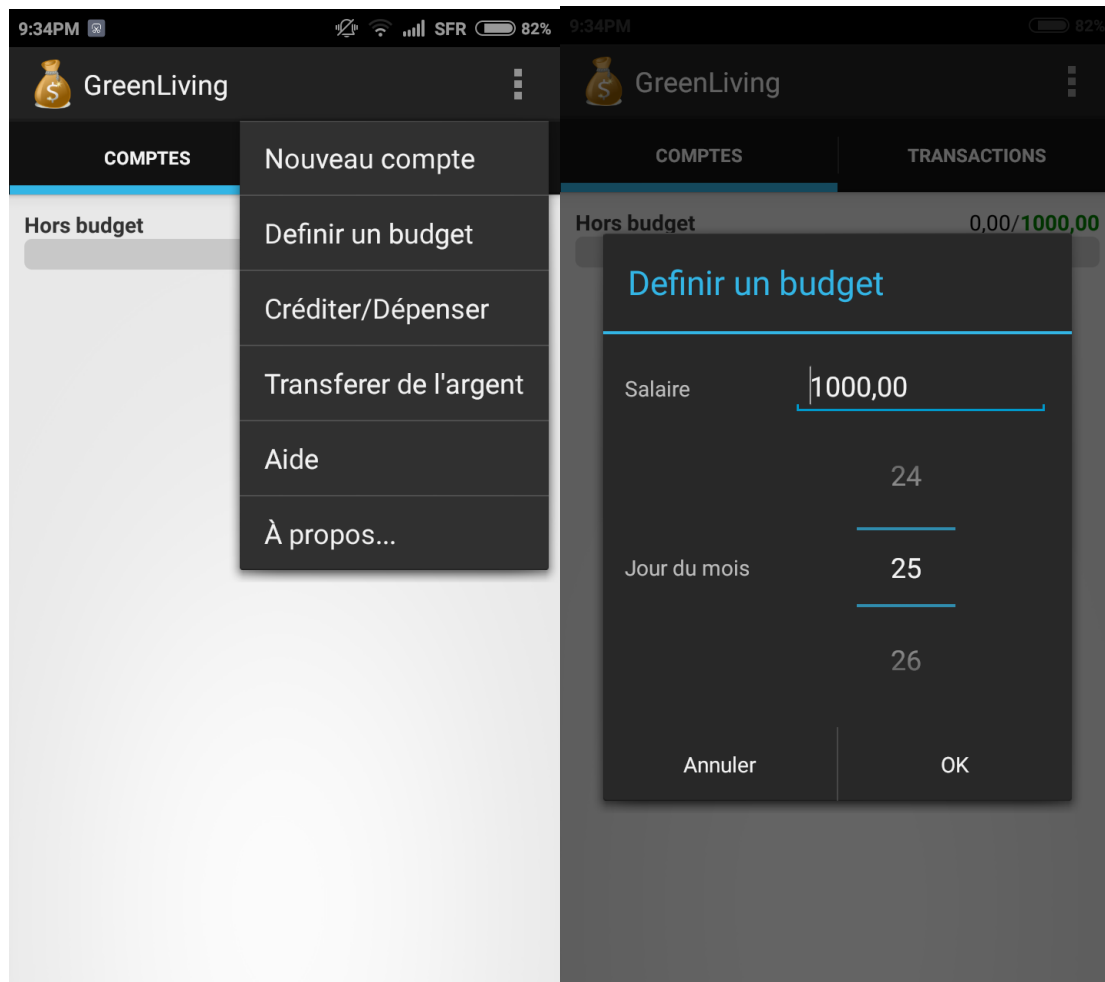 9:34PM SFR 82%
GreenLiving
COMPTES
Hors budget
Nouveau compte
Definir un budget
Créditer/Dépenser
Transferer de l'argent
Aide
À propos...
9:34PM 82%
GreenLiving
COMPTES TRANSACTIONS
Hors budget 0,00/1000,00
Definir un budget
Salaire 1000,00
24
Jour du mois 25
26
Annuler OK